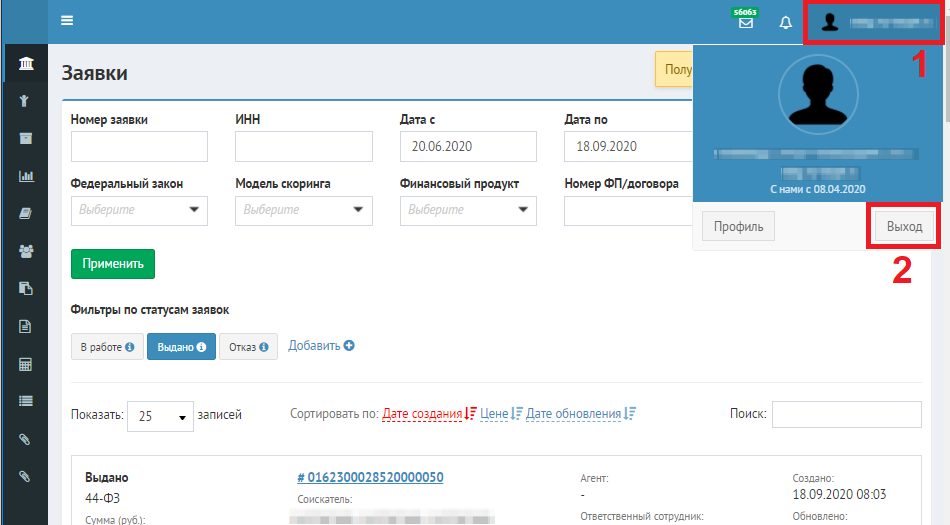 56063
1
Заявки
Полу
Номер заявки
ИНН
Дата с
Дата по
20.06.2020
18.09.2020
С нами с 08.04.2020
Федеральный закон
Модель скоринга
Финансовый продукт
Номер ФП/договора
Выберите
Выберите
Выберите
Профиль
Выход
2
Применить
Фильтры по статусам заявок
В работе
Выдано
Отказ
Добавить
Показать: 25 записей
Сортировать по: Дате создания Цене Дате обновления
Поиск:
Выдано
# 0162300028520000050
Агент:
Создано:
44-ФЗ
Соискатель:
-
18.09.2020 08:03
Сумма (руб.):
Ответственный сотрудник:
Обновлено: